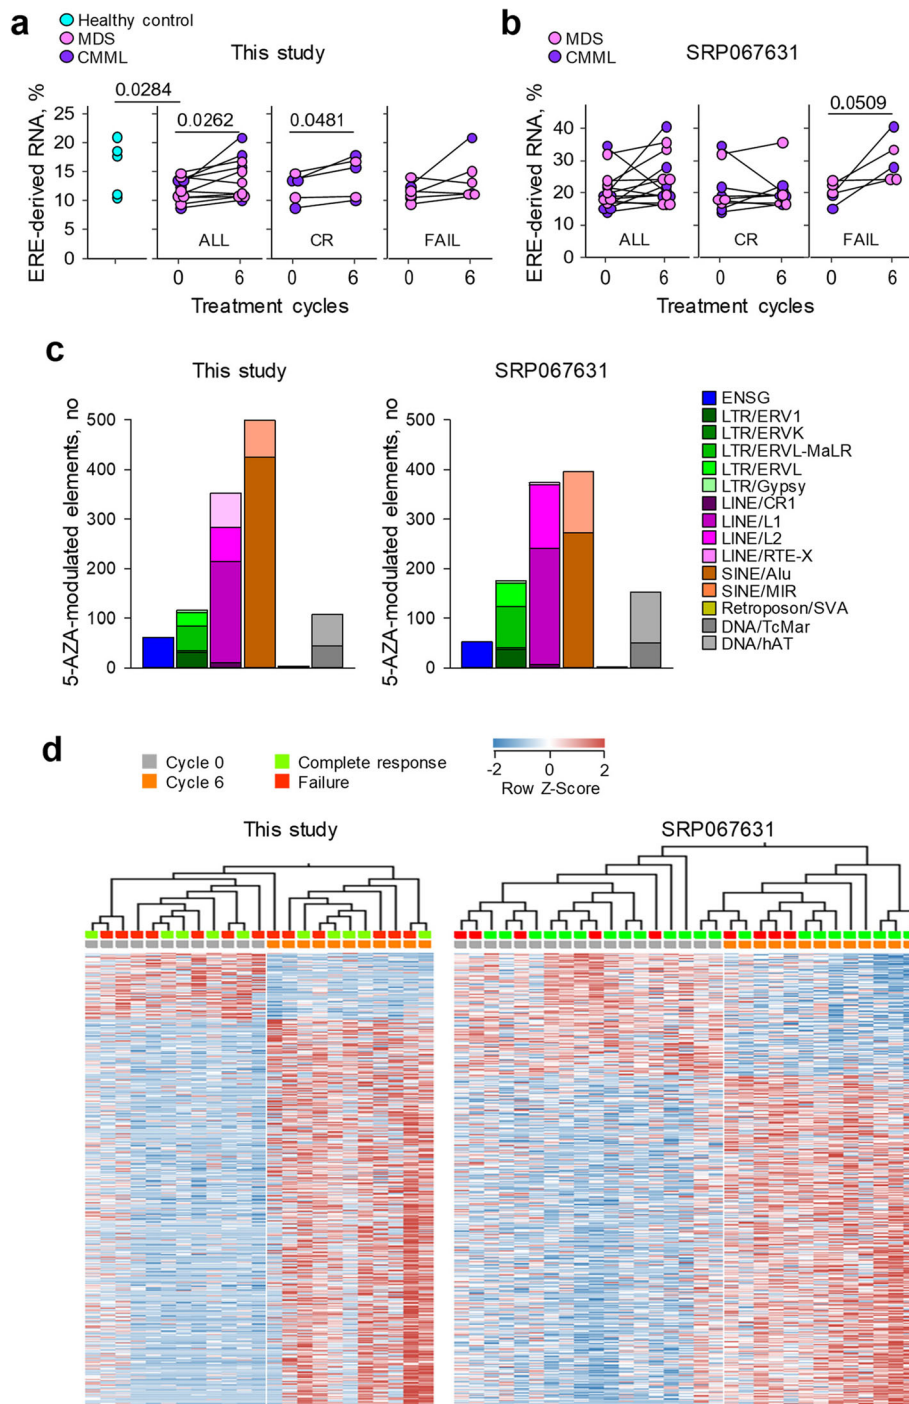 a
Healthy control
MDS
CMML
This study
ERE-derived RNA, %
25
20
15
10
5
0
0.0284
0.0262
0.0481
ALL
CR
FAIL
0 6 0 6 0 6
Treatment cycles
b
MDS
CMML
SRP067631
ERE-derived RNA, %
40
30
20
10
0
0.0509
ALL
CR
FAIL
0 6 0 6 0 6
Treatment cycles
c
This study
5-AZA-modulated elements, no
500
400
300
200
100
0
SRP067631
5-AZA-modulated elements, no
500
400
300
200
100
0
ENSG
LTR/ERV1
LTR/ERVK
LTR/ERVL-MaLR
LTR/ERVL
LTR/Gypsy
LINE/CR1
LINE/L1
LINE/L2
LINE/RTE-X
SINE/Alu
SINE/MIR
Retroposon/SVA
DNA/TcMar
DNA/hAT
d
Cycle 0
Cycle 6
Complete response
Failure
-2 0 2
Row Z-Score
This study
SRP067631